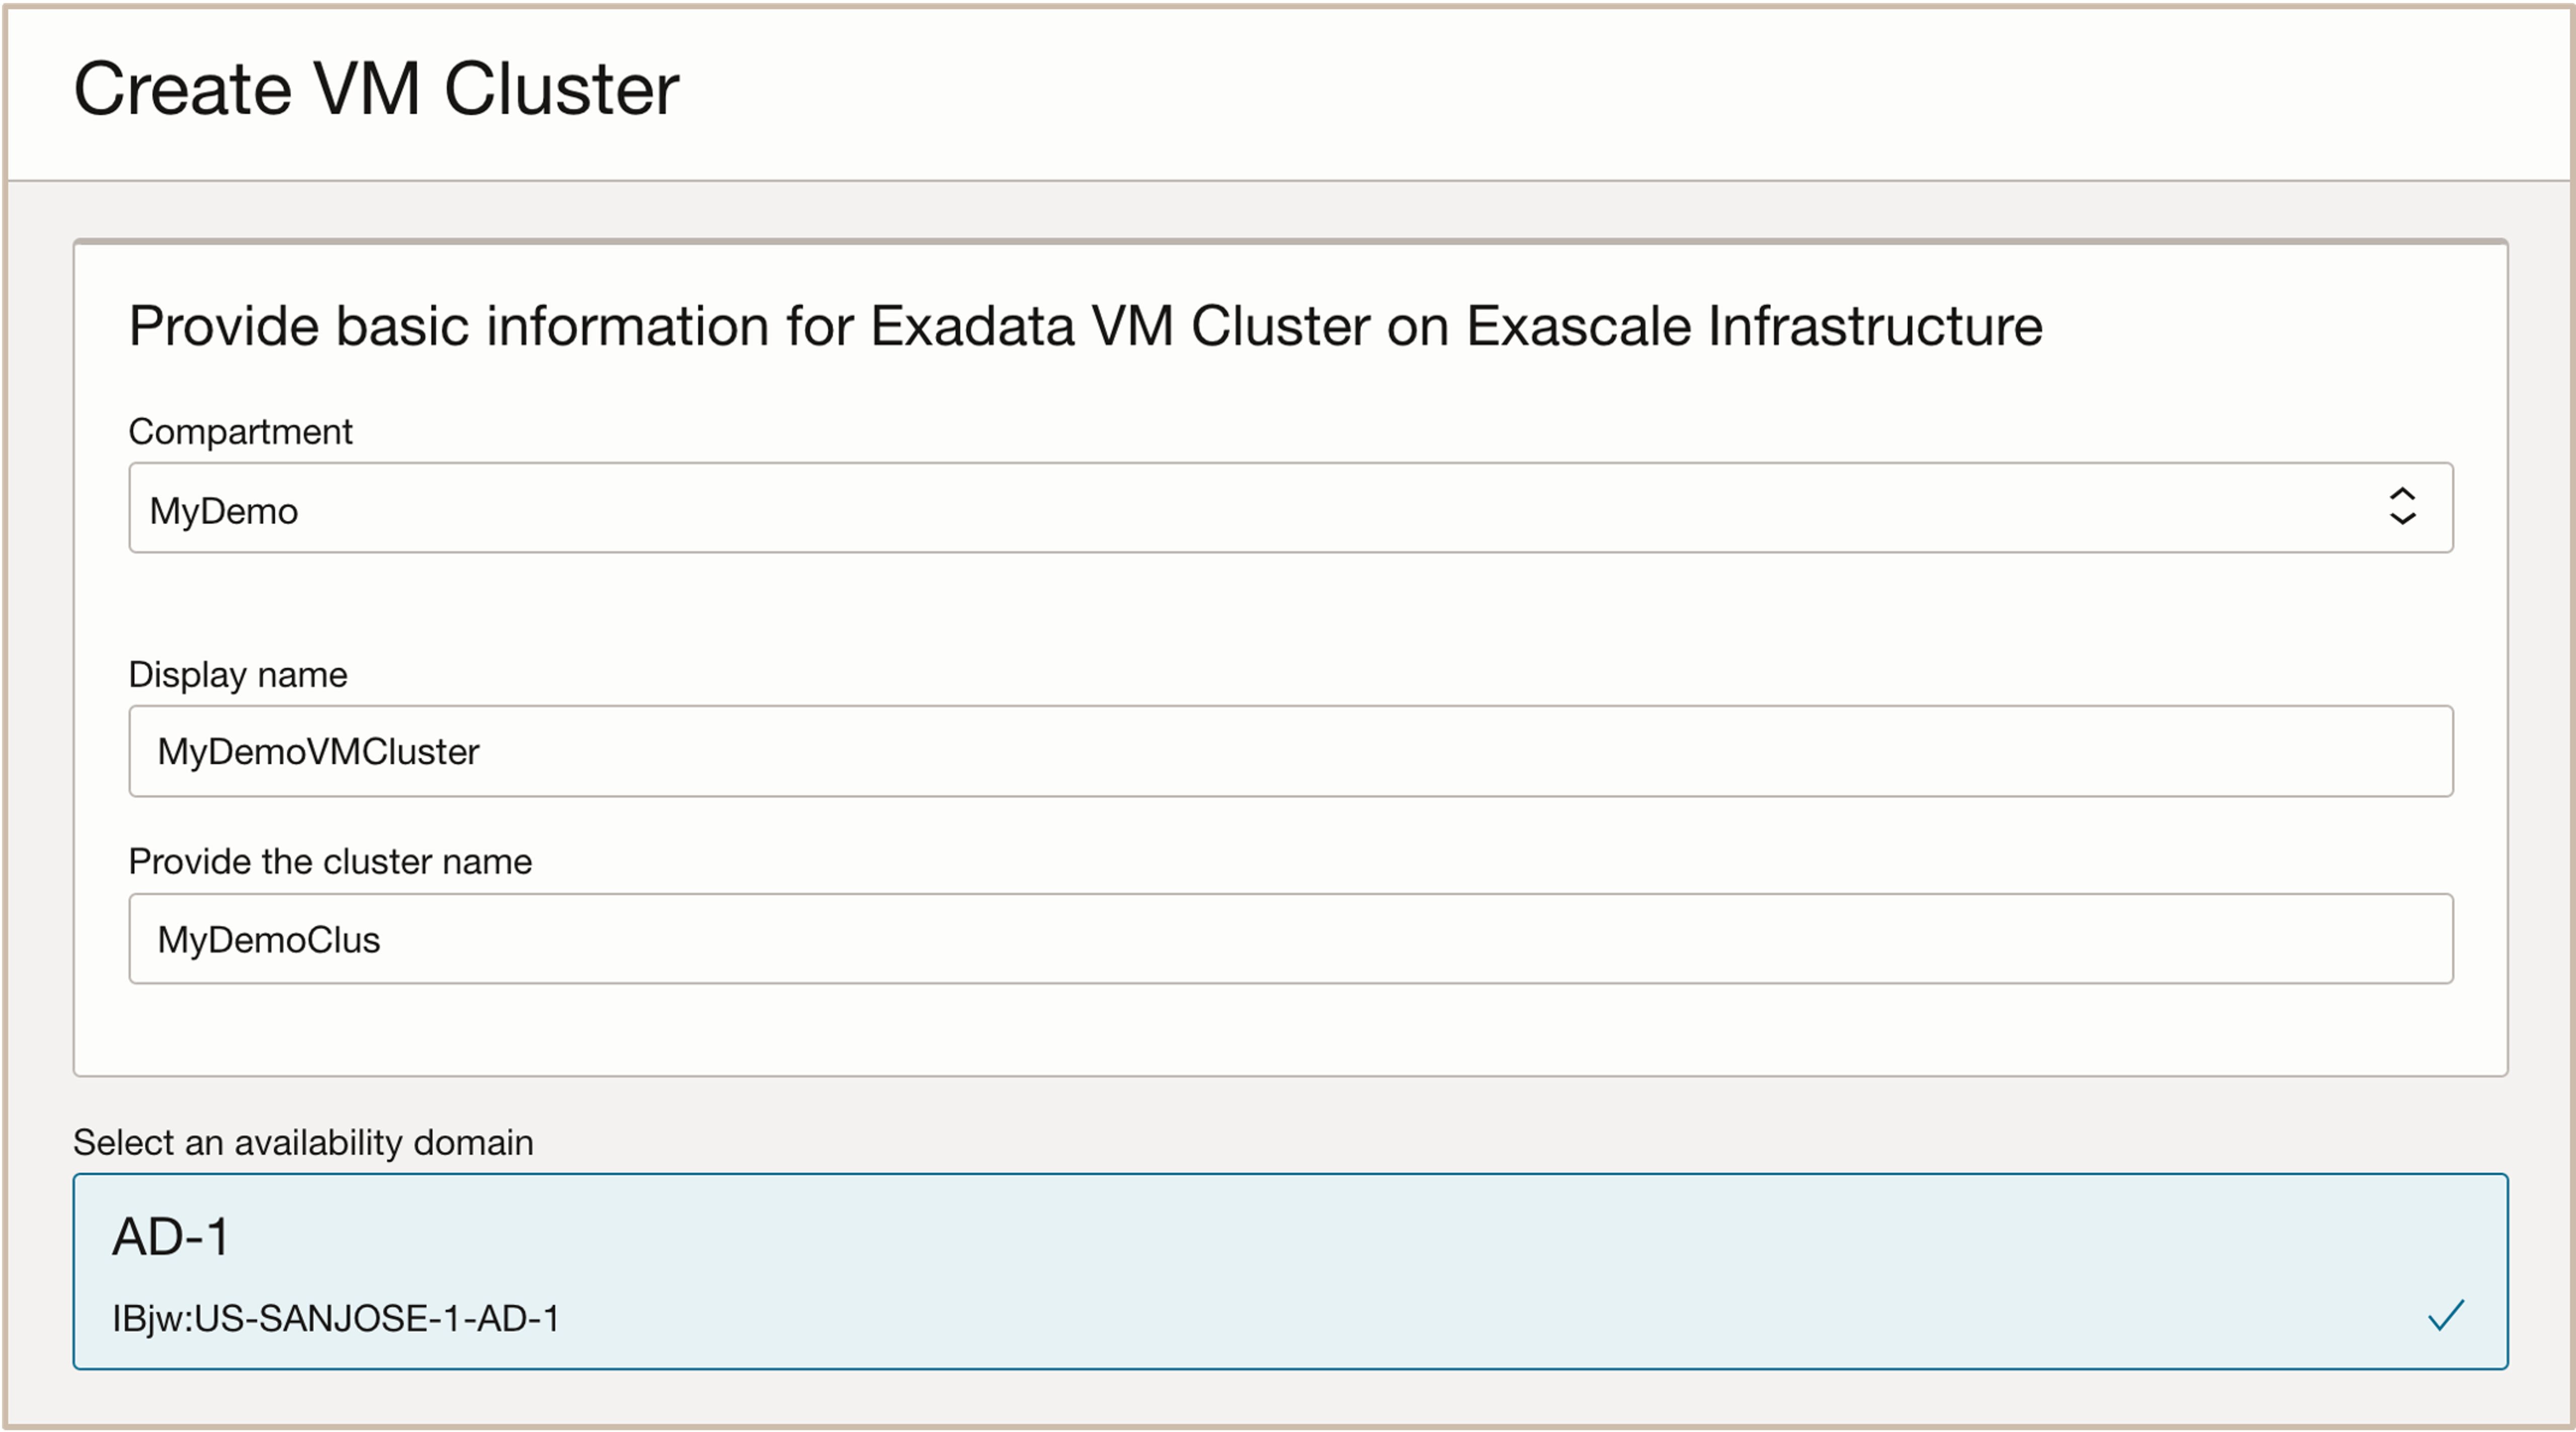 Create VM Cluster
Provide basic information for Exadata VM Cluster on Exascale Infrastructure
Compartment
MyDemo
Display name
MyDemoVMCluster
Provide the cluster name
MyDemoClus
Select an availability domain
AD-1
IBjw:US-SANJOSE-1-AD-1